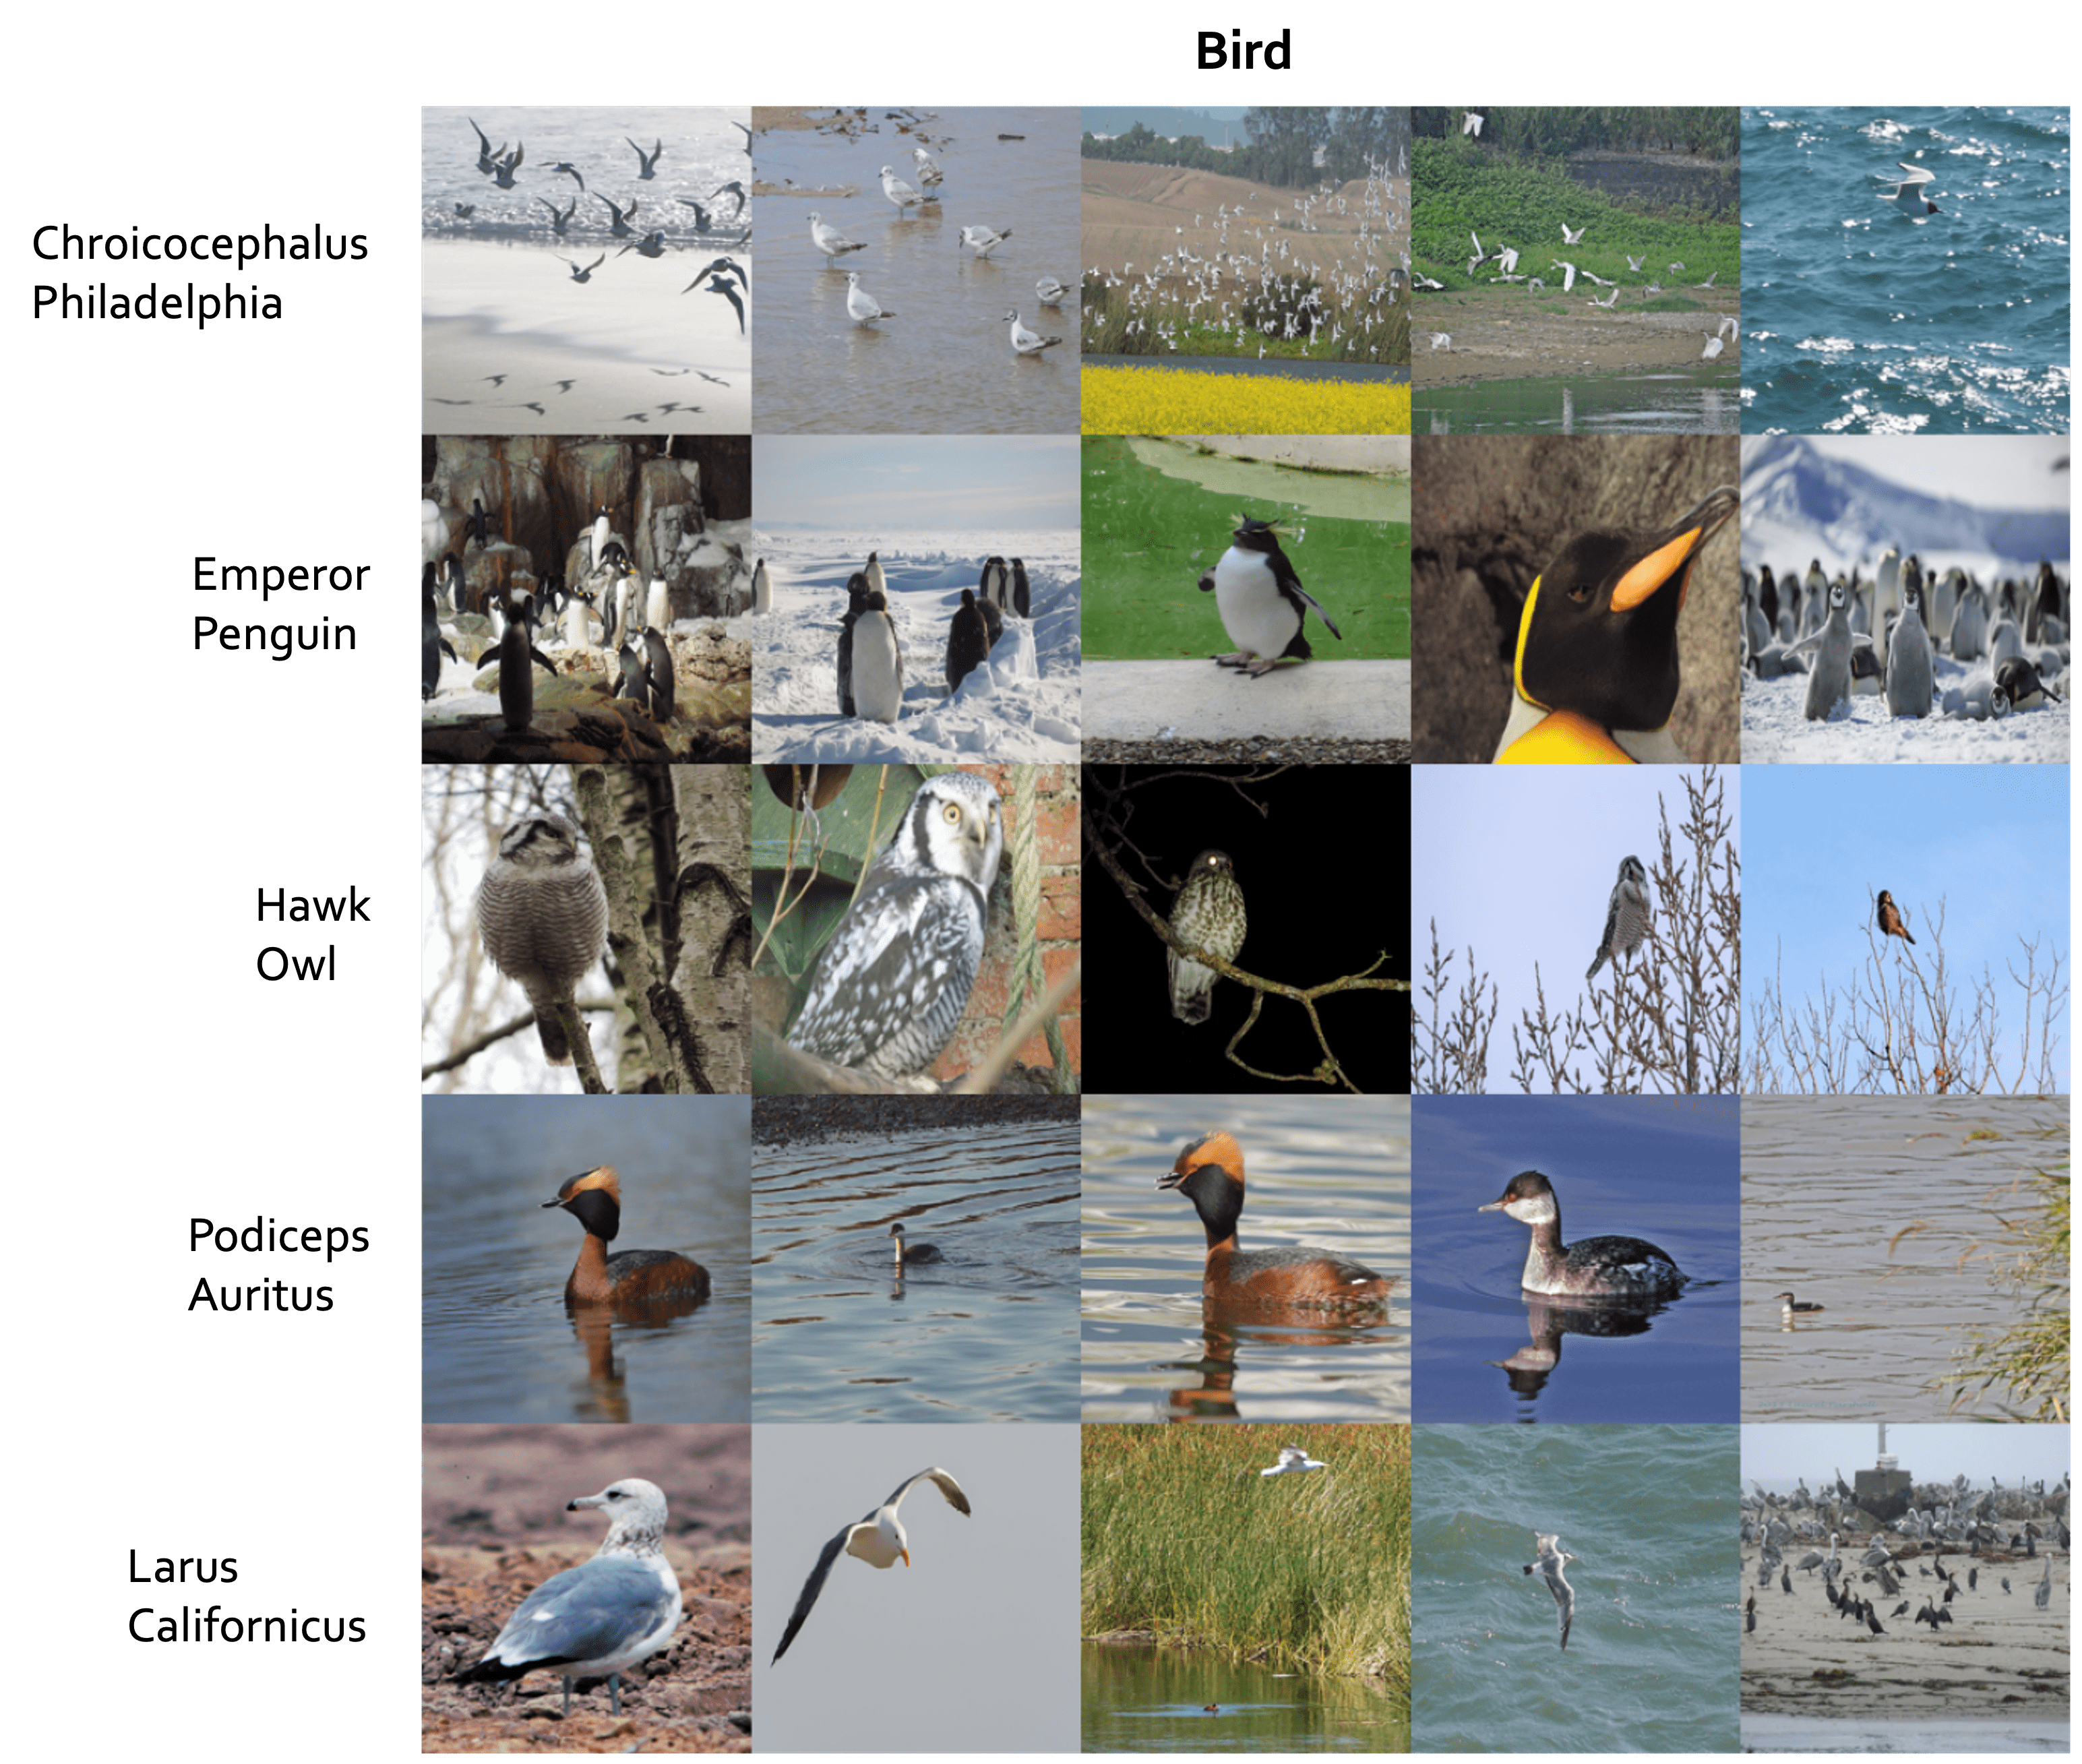 Bird
Chroicocephalus
Philadelphia
Emperor
Penguin
Hawk
Owl
Podiceps
Auritus
Larus
Californicus